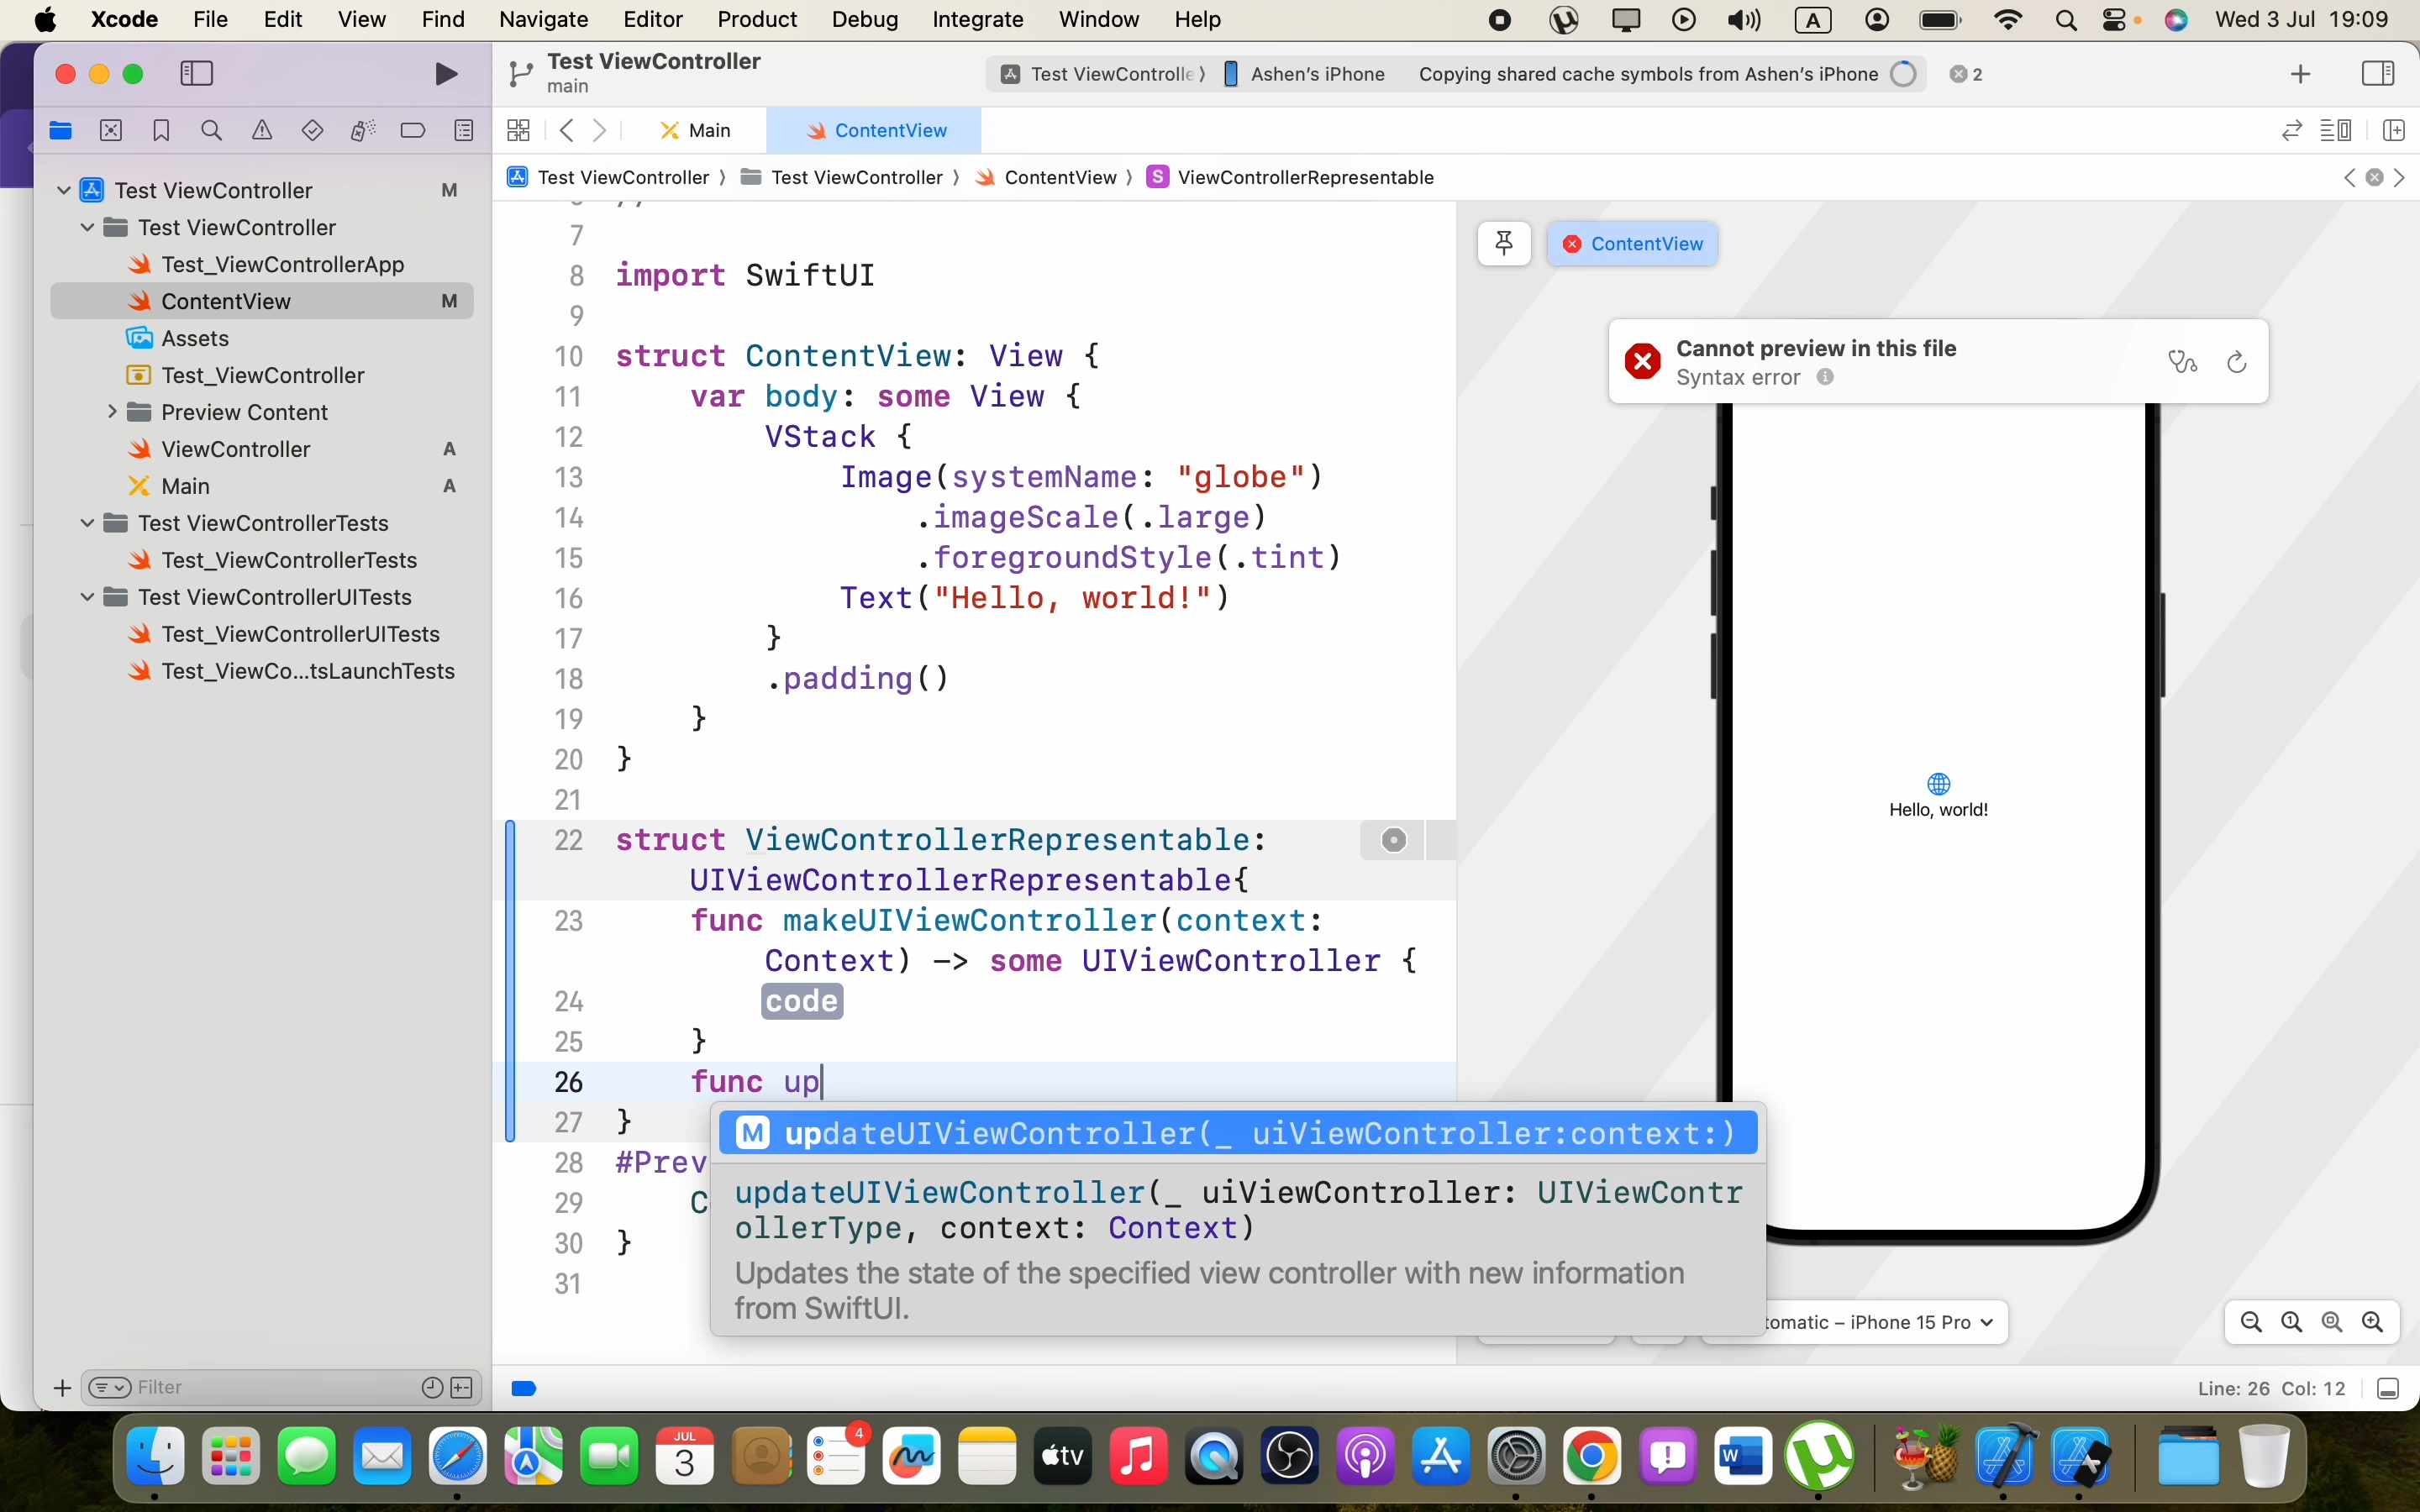 Xcode File Edit View Find Navigate Editor Product Debug Integrate Window Help A Wed 3 Jul 19:09
Test ViewController
main
Test ViewControlle Ashen's iPhone Copying shared cache symbols from Ashen's iPhone 2
Main ContentView
Test ViewController Test ViewController ContentView S ViewControllerRepresentable
Test ViewController M
Test ViewController
Test_ViewControllerApp
ContentView M
Assets
Test_ViewController
Preview Content
ViewController A
Main A
Test ViewControllerTests
Test_ViewControllerTests
Test ViewControllerUITests
Test_ViewControllerUITests
Test_ViewCo...tsLaunchTests
Filter
7
8 import SwiftUI
9
10 struct ContentView: View {
11 var body: some View {
12 VStack {
13 Image(systemName: "globe")
14 .imageScale(.large)
15 .foregroundStyle(.tint)
16 Text("Hello, world!")
17 }
18 .padding()
19 }
20 }
21
22 struct ViewControllerRepresentable:
UIViewControllerRepresentable{
23 func makeUIViewController(context:
Context) -> some UIViewController {
24 code
25 }
26 func up
27 }
28 #Prev
29 C
30 }
31
M updateUIViewController(_ uiViewController:context:)
updateUIViewController(_ uiViewController: UIViewContr
ollerType, context: Context)
Updates the state of the specified view controller with new information
from SwiftUI.
ContentView
Cannot preview in this file
Syntax error
Hello, world!
tomatic – iPhone 15 Pro
Line: 26 Col: 12
JUL
3
4
tv
W